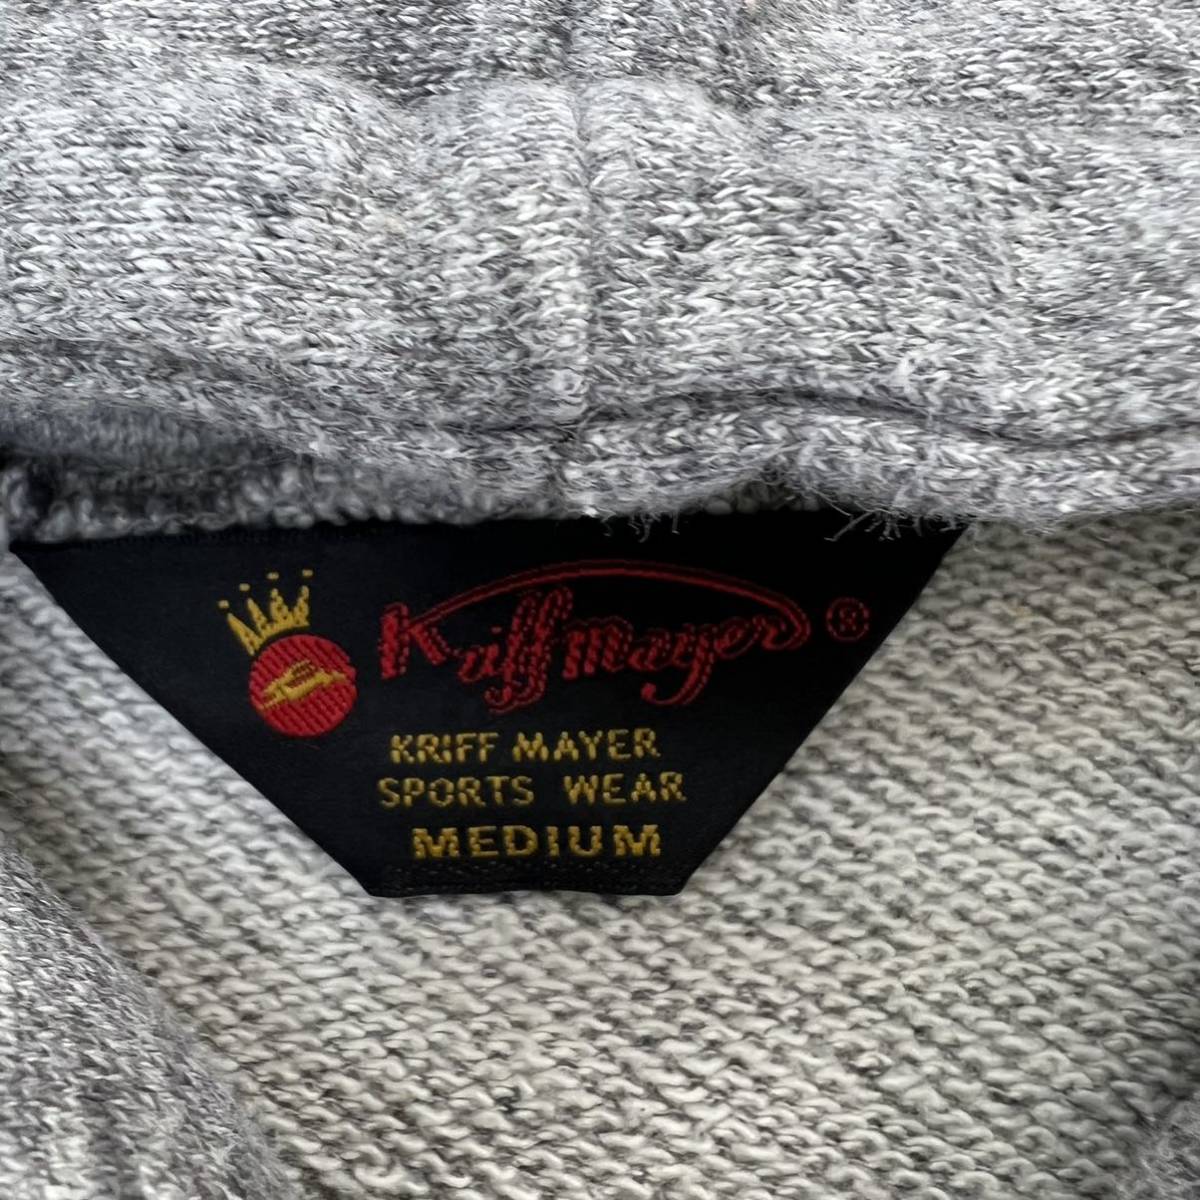 Kriffmayer ®
KRIFF MAYER
SPORTS WEAR
MEDIUM